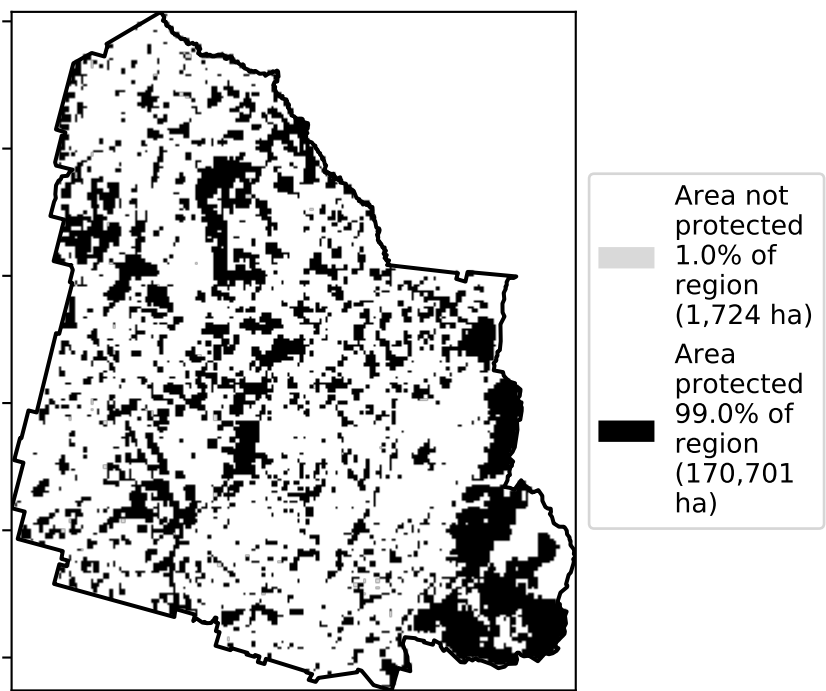 Area not
protected
1.0% of
region
(1,724 ha)
Area
protected
99.0% of
region
(170,701
ha)